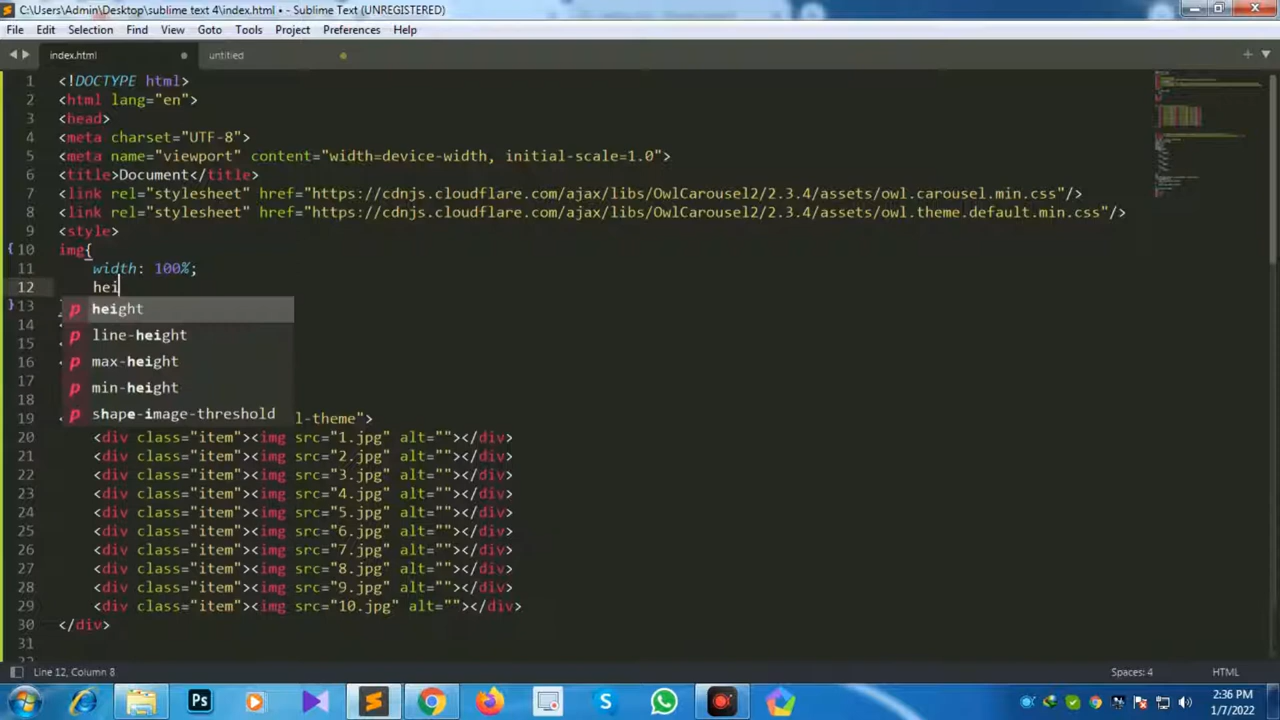 C:\Users\Admin\Desktop\sublime text 4\index.html • - Sublime Text (UNREGISTERED)
File Edit Selection Find View Goto Tools Project Preferences Help
index.html untitled
1 <!DOCTYPE html>
2 <html lang="en">
3 <head>
4 <meta charset="UTF-8">
5 <meta name="viewport" content="width=device-width, initial-scale=1.0">
6 <title>Document</title>
7 <link rel="stylesheet" href="https://cdnjs.cloudflare.com/ajax/libs/OwlCarousel2/2.3.4/assets/owl.carousel.min.css"/>
8 <link rel="stylesheet" href="https://cdnjs.cloudflare.com/ajax/libs/OwlCarousel2/2.3.4/assets/owl.theme.default.min.css"/>
9 <style>
10 img{
11 width: 100%;
12 hei
13 p height
14
15 p line-height
16 p max-height
17 p min-height
18 p shape-image-threshold
19 < l-theme">
20 <div class="item"><img src="1.jpg" alt=""></div>
21 <div class="item"><img src="2.jpg" alt=""></div>
22 <div class="item"><img src="3.jpg" alt=""></div>
23 <div class="item"><img src="4.jpg" alt=""></div>
24 <div class="item"><img src="5.jpg" alt=""></div>
25 <div class="item"><img src="6.jpg" alt=""></div>
26 <div class="item"><img src="7.jpg" alt=""></div>
27 <div class="item"><img src="8.jpg" alt=""></div>
28 <div class="item"><img src="9.jpg" alt=""></div>
29 <div class="item"><img src="10.jpg" alt=""></div>
30 </div>
31
Line 12, Column 8 Spaces: 4 HTML
Ps
2:36 PM
1/7/2022